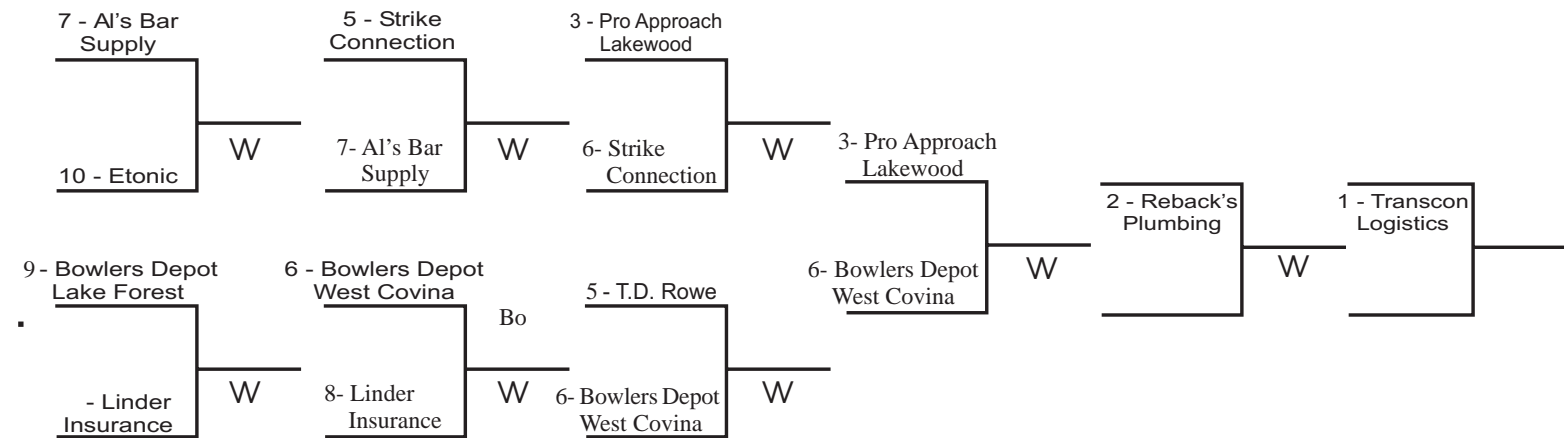 7 - Al's Bar
Supply
10 - Etonic
W
5 - Strike
Connection
7- Al's Bar
Supply
W
3 - Pro Approach
Lakewood
6- Strike
Connection
W
3- Pro Approach
Lakewood
6- Bowlers Depot
West Covina
W
2 - Reback's
Plumbing
W
1 - Transcon
Logistics
9 - Bowlers Depot
Lake Forest
.
- Linder
Insurance
W
6 - Bowlers Depot
West Covina
Bo
8- Linder
Insurance
W
5 - T.D. Rowe
6- Bowlers Depot
West Covina
W